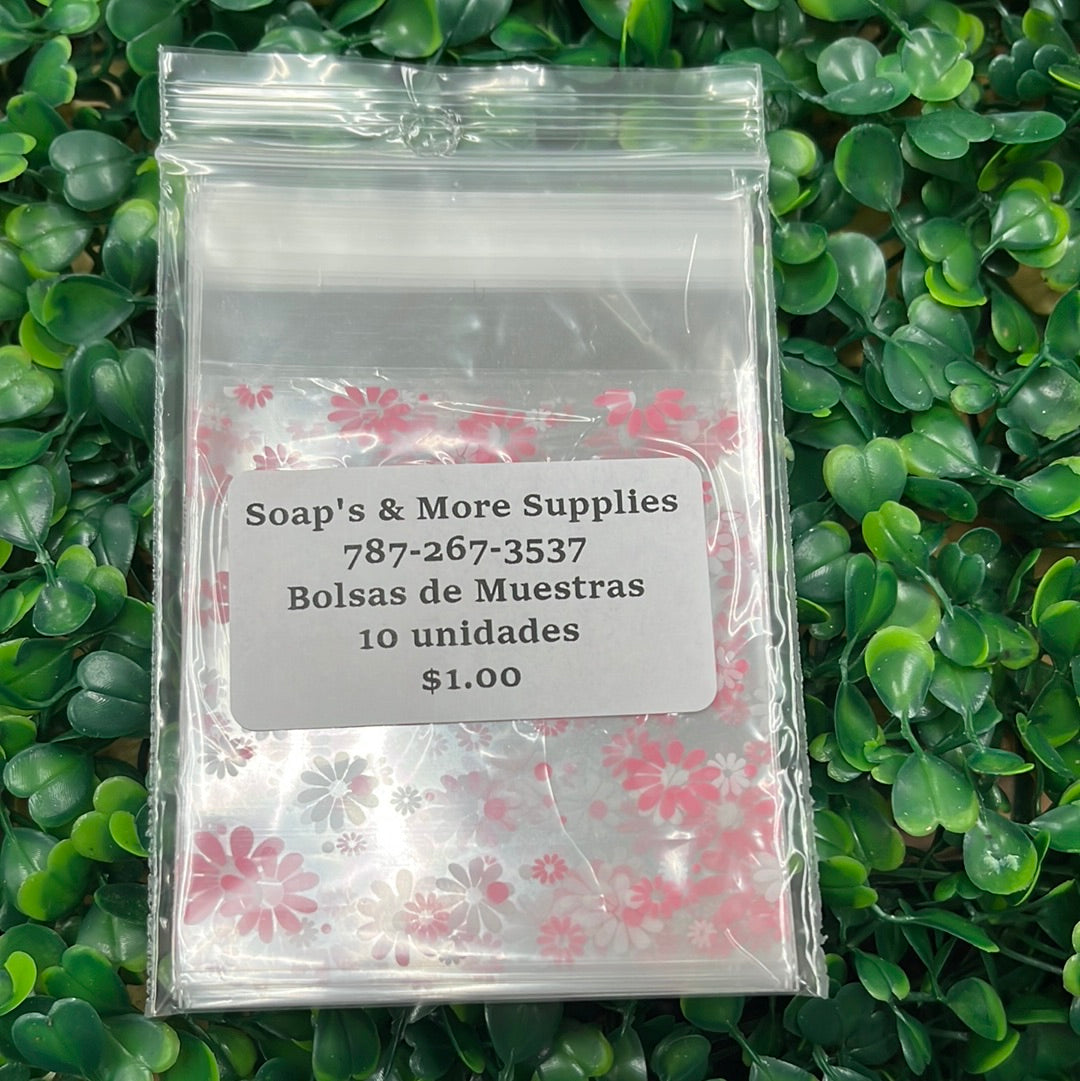 Soap's & More Supplies
787-267-3537
Bolsas de Muestras
10 unidades
$1.00